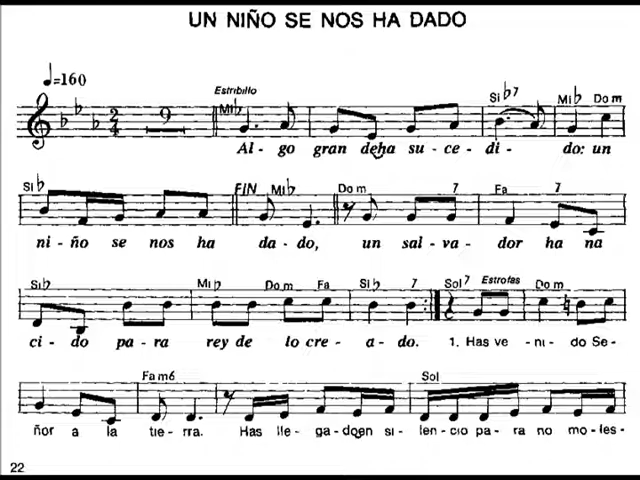 UN NIÑO SE NOS HA DADO
♩=160
Estribillo
9
2
4
Mi♭ Si♭7 Mi♭ Do m
Al - go gran deha su - ce - di - do: un
Si♭ FIN Mi♭ Do m 7 Fa 7
ni - ño se nos ha da - do, un sal - va - dor ha na
Si♭ Mi♭ Do m Fa Si♭ 7 Sol7 Estrofas Do m
ci - do pa - ra rey de lo cre - a - do. 1. Has ve - ni - do Se -
Fa m6 Sol
ñor a la tie - rra. Has lle - ga - doen si - len - cio pa - ra no mo - les -
22